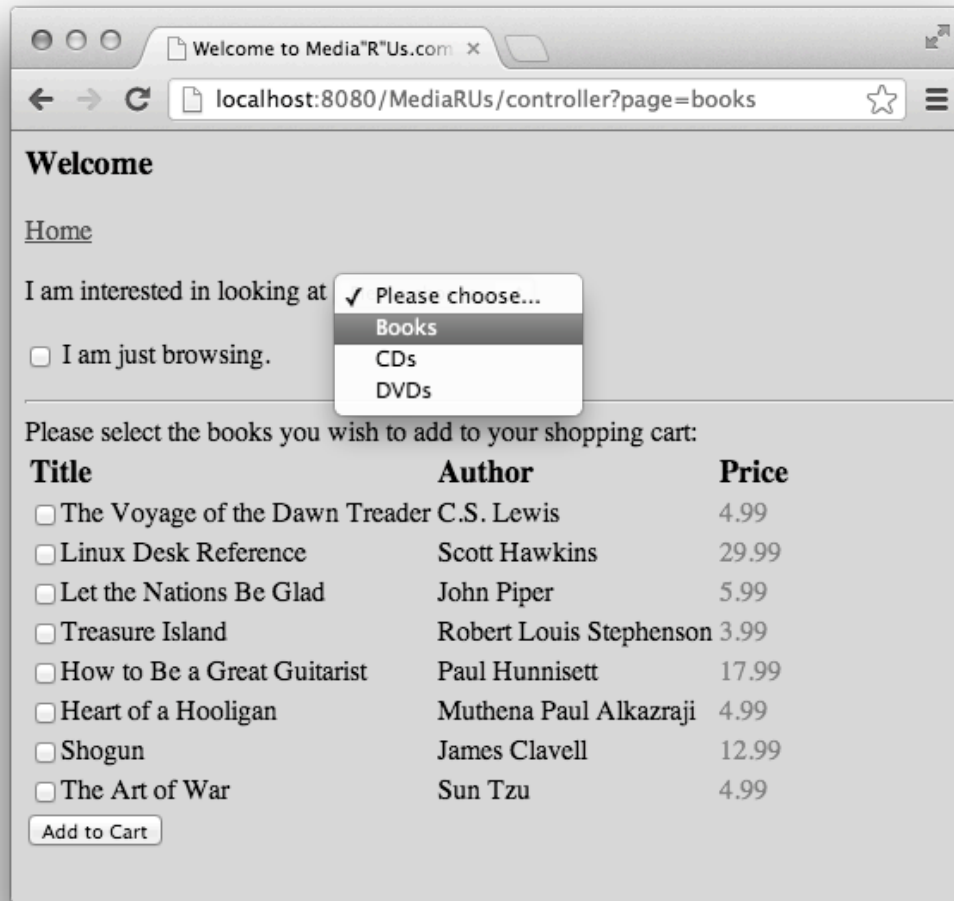 Welcome to Media"R"Us.com ×
localhost:8080/MediaRUs/controller?page=books
Welcome
Home
I am interested in looking at ✓ Please choose...
Books
I am just browsing.
CDs
DVDs
Please select the books you wish to add to your shopping cart:
Title Author Price
The Voyage of the Dawn Treader C.S. Lewis 4.99
Linux Desk Reference Scott Hawkins 29.99
Let the Nations Be Glad John Piper 5.99
Treasure Island Robert Louis Stephenson 3.99
How to Be a Great Guitarist Paul Hunnisett 17.99
Heart of a Hooligan Muthena Paul Alkazraji 4.99
Shogun James Clavell 12.99
The Art of War Sun Tzu 4.99
Add to Cart